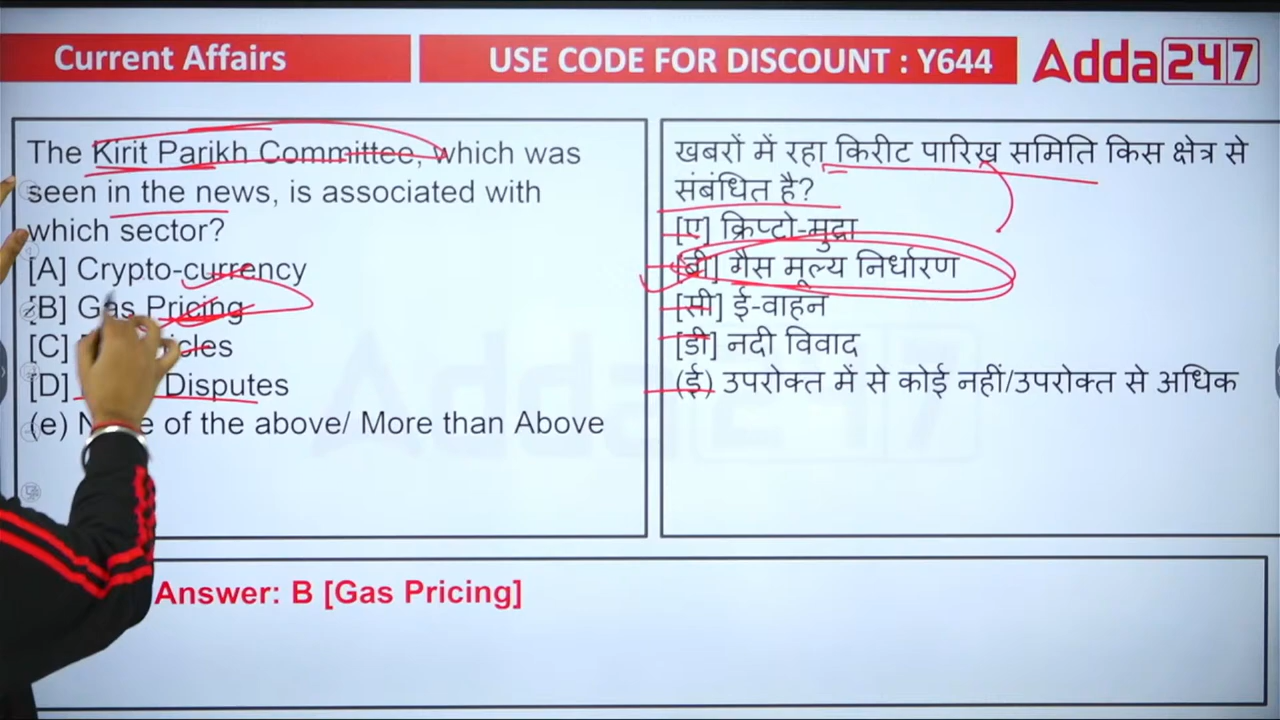 Current Affairs
USE CODE FOR DISCOUNT : Y644
Adda247
The Kirit Parikh Committee, which was
seen in the news, is associated with
which sector?
[A] Crypto-currency
[B] Gas Pricing
[C] cles
[D] Disputes
(e) of the above/ More than Above
खबरों में रहा किरीट पारिख समिति किस क्षेत्र से
संबंधित है?
[ए] क्रिप्टो-मुद्रा
[बी] गैस मूल्य निर्धारण
[सी] ई-वाहन
[डी] नदी विवाद
(ई) उपरोक्त में से कोई नहीं/उपरोक्त से अधिक
Answer: B [Gas Pricing]